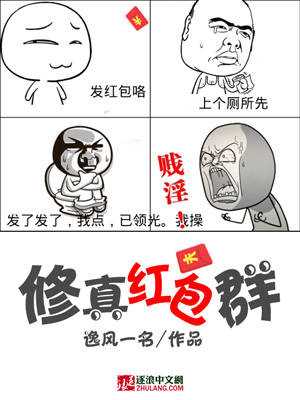 发红包咯
上个厕所先
贱淫！
发了发了，我点，已领光。我操
修真红包群
逸风一名/作品
逐浪中文網
ZHULANG.COM